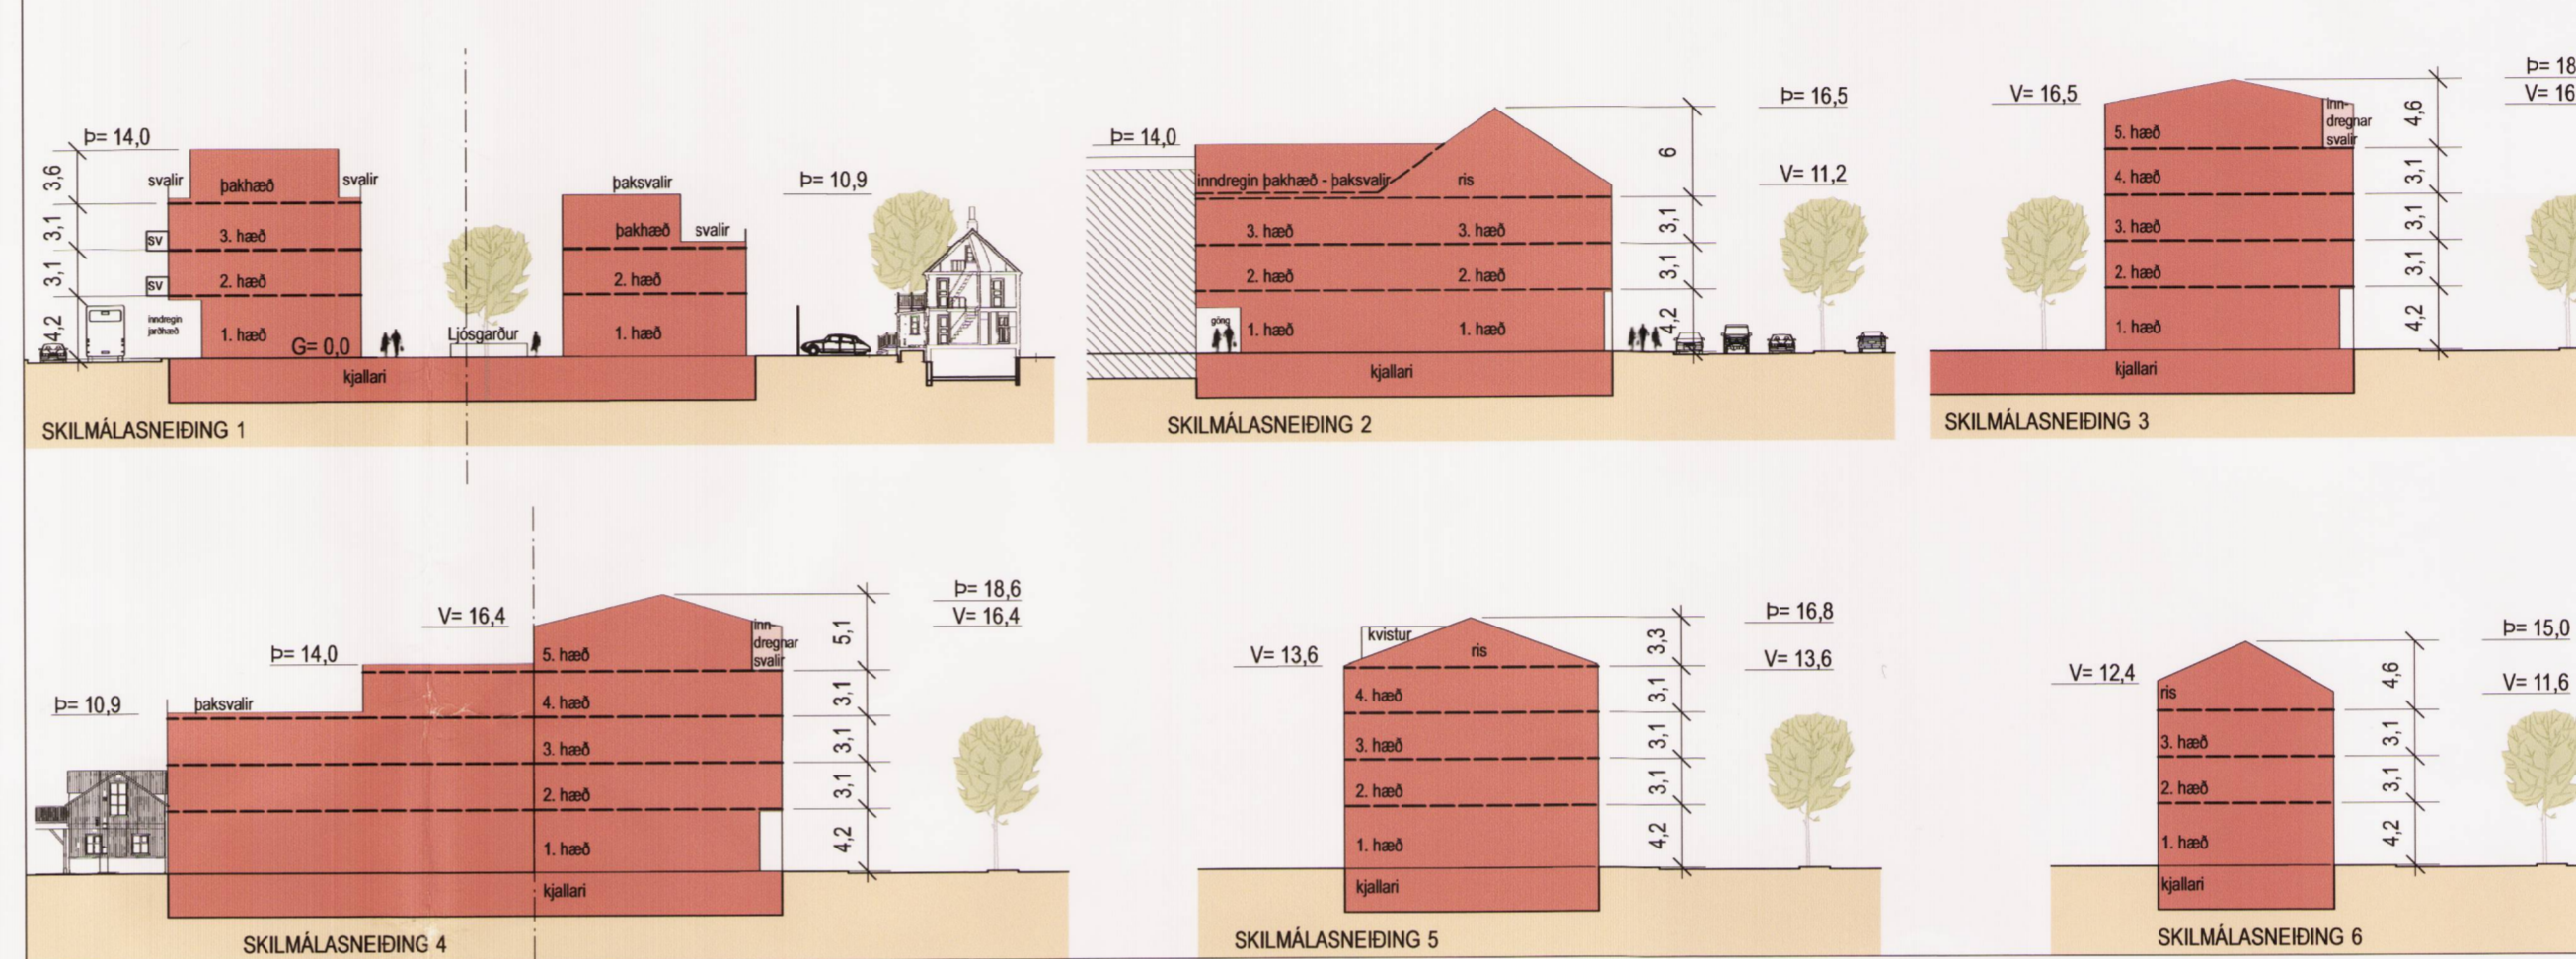 Þ= 14,0
3,6
3,1
3,1
4,2
svalir
þakhæð
svalir
sv
3. hæð
sv
2. hæð
inndregin
jarðhæð
1. hæð
G= 0,0
Ljósgarður
kjallari
þaksvalir
þakhæð
svalir
2. hæð
1. hæð
Þ= 10,9
SKILMÁLASNEIÐING 1
Þ= 14,0
inndregin þakhæð - þaksvalir
ris
3. hæð
3. hæð
2. hæð
2. hæð
göng
1. hæð
1. hæð
kjallari
6
3,1
3,1
4,2
Þ= 16,5
V= 11,2
SKILMÁLASNEIÐING 2
V= 16,5
inn-
dregnar
svalir
5. hæð
4. hæð
3. hæð
2. hæð
1. hæð
kjallari
4,6
3,1
3,1
3,1
4,2
Þ= 18
V= 16
SKILMÁLASNEIÐING 3
Þ= 10,9
þaksvalir
Þ= 14,0
V= 16,4
inn-
dregnar
svalir
5. hæð
4. hæð
3. hæð
2. hæð
1. hæð
kjallari
5,1
3,1
3,1
3,1
4,2
Þ= 18,6
V= 16,4
SKILMÁLASNEIÐING 4
V= 13,6
kvistur
ris
4. hæð
3. hæð
2. hæð
1. hæð
kjallari
3,3
3,1
3,1
3,1
4,2
Þ= 16,8
V= 13,6
SKILMÁLASNEIÐING 5
V= 12,4
ris
3. hæð
2. hæð
1. hæð
kjallari
4,6
3,1
3,1
4,2
Þ= 15,0
V= 11,6
SKILMÁLASNEIÐING 6